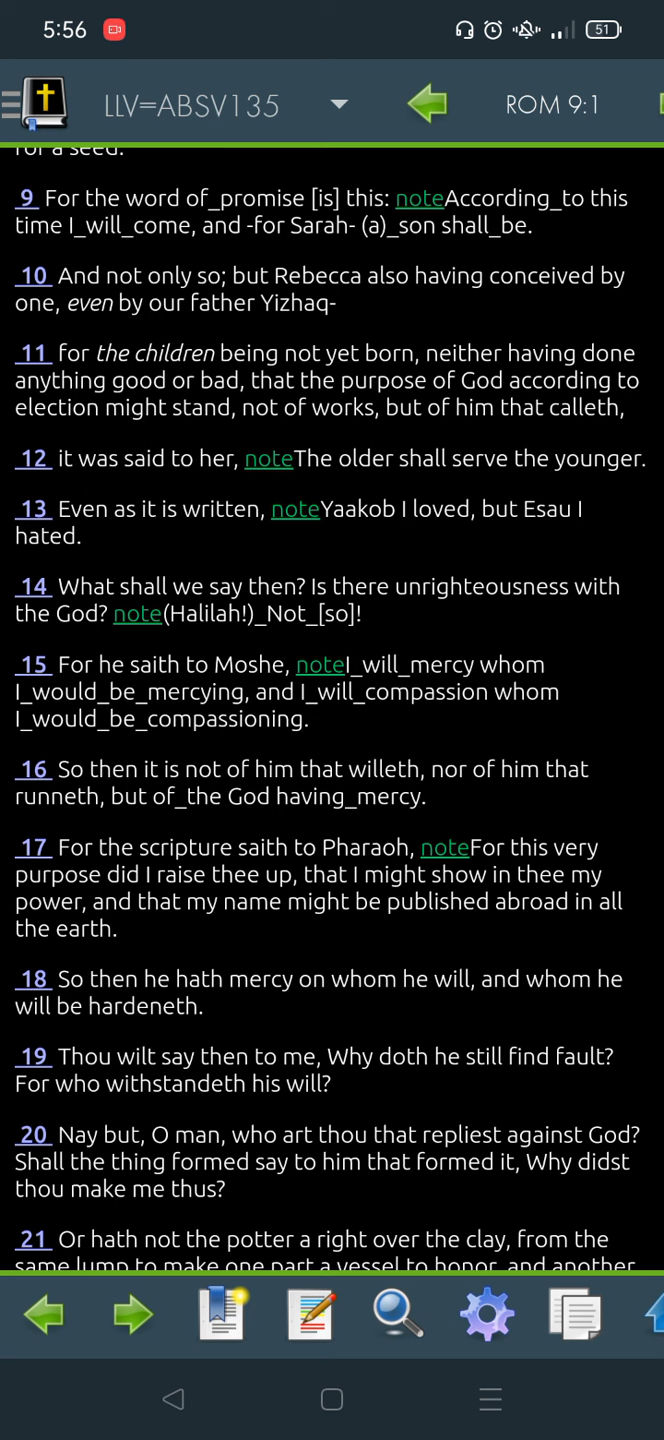 5:56
51
LLV=ABSV135
ROM 9:1
for a seed.
9 For the word of_promise [is] this: noteAccording_to this
time I_will_come, and -for Sarah- (a)_son shall_be.
10 And not only so; but Rebecca also having conceived by
one, even by our father Yizhaq-
11 for the children being not yet born, neither having done
anything good or bad, that the purpose of God according to
election might stand, not of works, but of him that calleth,
12 it was said to her, noteThe older shall serve the younger.
13 Even as it is written, noteYaakob I loved, but Esau I
hated.
14 What shall we say then? Is there unrighteousness with
the God? note(Halilah!)_Not_[so]!
15 For he saith to Moshe, noteI_will_mercy whom
I_would_be_mercying, and I_will_compassion whom
I_would_be_compassioning.
16 So then it is not of him that willeth, nor of him that
runneth, but of_the God having_mercy.
17 For the scripture saith to Pharaoh, noteFor this very
purpose did I raise thee up, that I might show in thee my
power, and that my name might be published abroad in all
the earth.
18 So then he hath mercy on whom he will, and whom he
will be hardeneth.
19 Thou wilt say then to me, Why doth he still find fault?
For who withstandeth his will?
20 Nay but, O man, who art thou that repliest against God?
Shall the thing formed say to him that formed it, Why didst
thou make me thus?
21 Or hath not the potter a right over the clay, from the
same lump to make one part a vessel to honor, and another